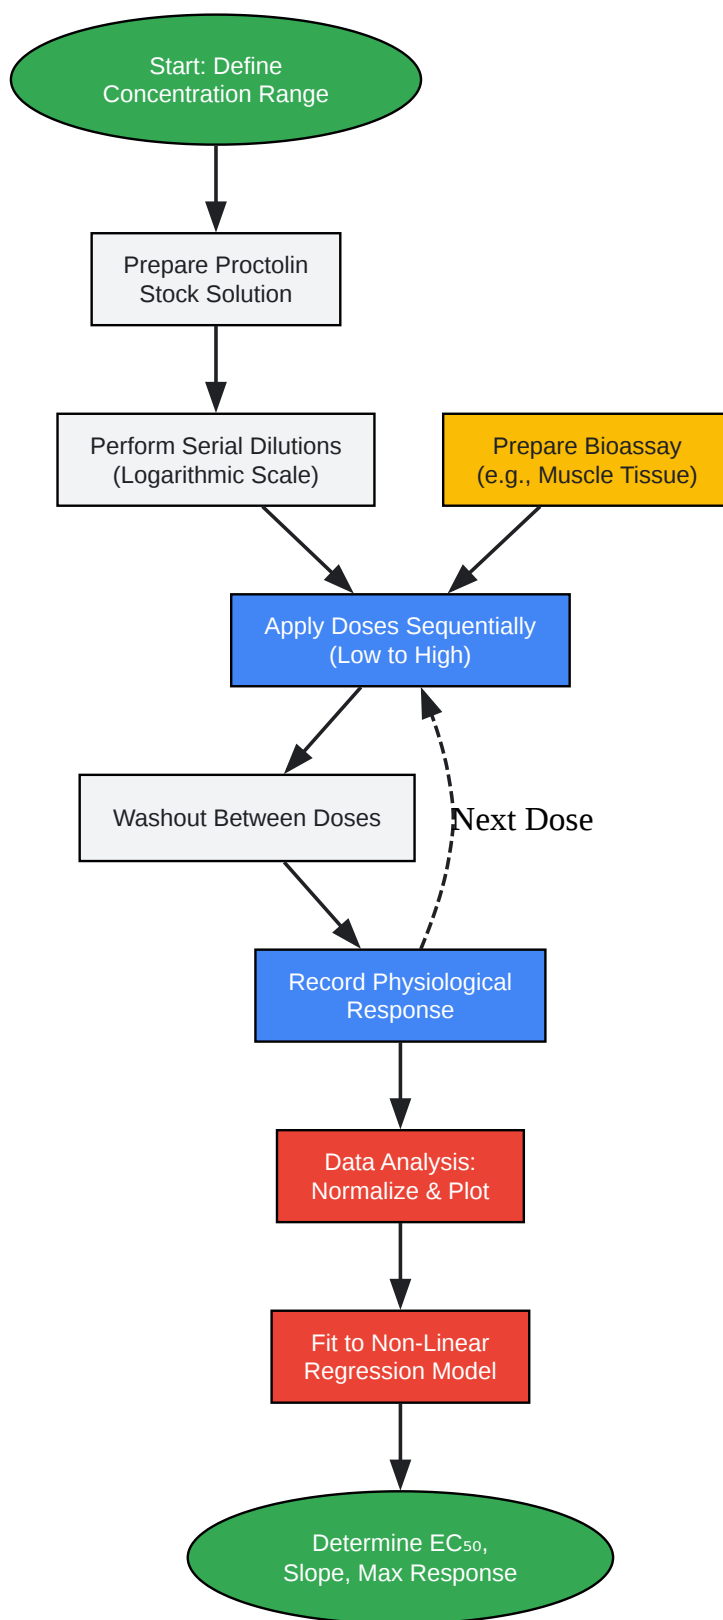 Start: Define
Concentration Range
Prepare Proctolin
Stock Solution
Perform Serial Dilutions
(Logarithmic Scale)
Prepare Bioassay
(e.g., Muscle Tissue)
Apply Doses Sequentially
(Low to High)
Washout Between Doses
Next Dose
Record Physiological
Response
Data Analysis:
Normalize & Plot
Fit to Non-Linear
Regression Model
Determine EC₅₀,
Slope, Max Response